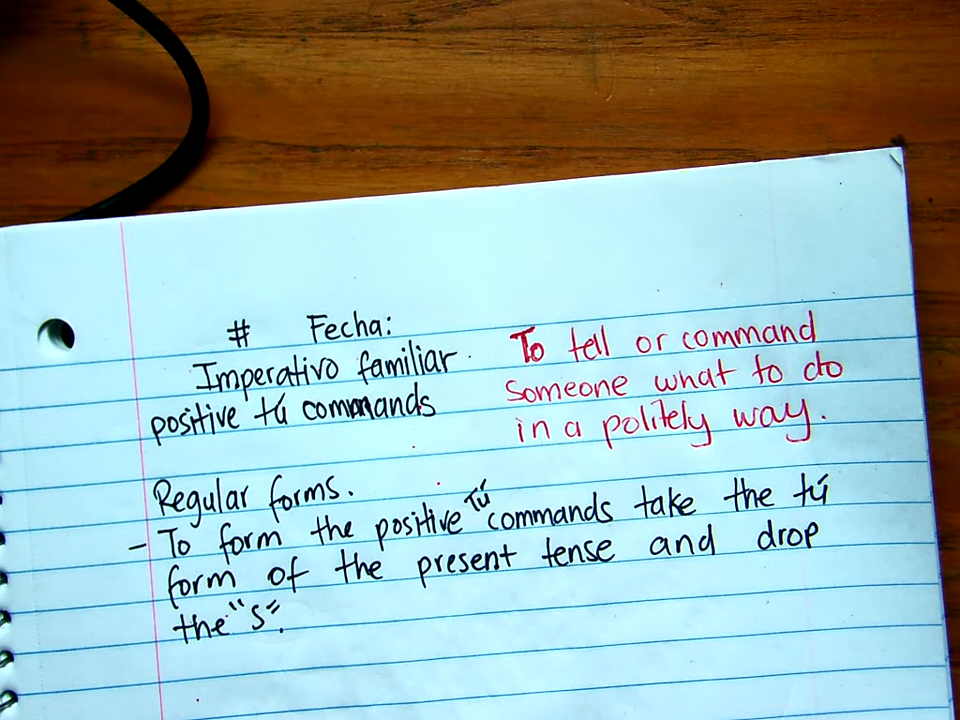 # Fecha:
Imperativo familiar
positive tú commands
To tell or command
someone what to do
in a politely way.
Regular forms.
- To form the positive Tú commands take the tú
form of the present tense and drop
the "s".